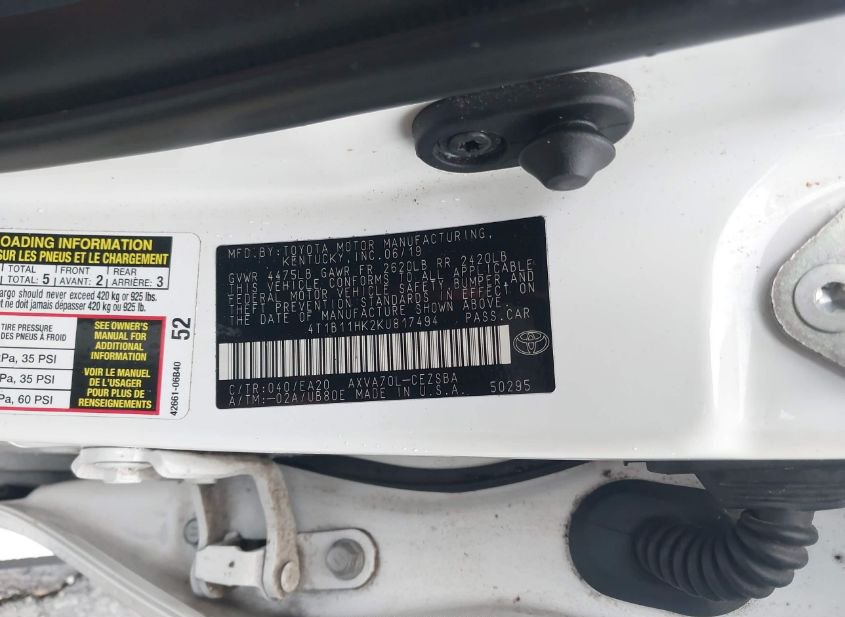 OADING INFORMATION
SUR LES PNEUS ET LE CHARGEMENT
TOTAL FRONT 2 REAR
TOTAL: 5 AVANT: 2 ARRIÈRE: 3
argo should never exceed 420 kg or 925 lbs.
t ne doit jamais dépasser 420 kg ou 925 lb.
TIRE PRESSURE
DES PNEUS À FROID
Pa, 35 PSI
Pa, 35 PSI
Pa, 60 PSI
SEE OWNER'S
MANUAL FOR
ADDITIONAL
INFORMATION
VOIR LE MANUEL
DE L'USAGER
POUR PLUS DE
RENSEIGNEMENTS
52
42661-06B40
MFD.BY:TOYOTA MOTOR MANUFACTURING,
KENTUCKY,INC.06/19
GVWR 4475LB GAWR FR 2620LB RR 2420LB
THIS VEHICLE CONFORMS TO ALL APPLICABLE
FEDERAL MOTOR VEHICLE SAFETY,BUMPER,AND
THEFT PREVENTION STANDARDS IN EFFECT ON
THE DATE OF MANUFACTURE SHOWN ABOVE.
4T1B11HK2KU817494 PASS.CAR
C/TR:040/EA20 AXVA70L-CEZSBA
A/TM:-02A/UB80E MADE IN U.S.A. 50295